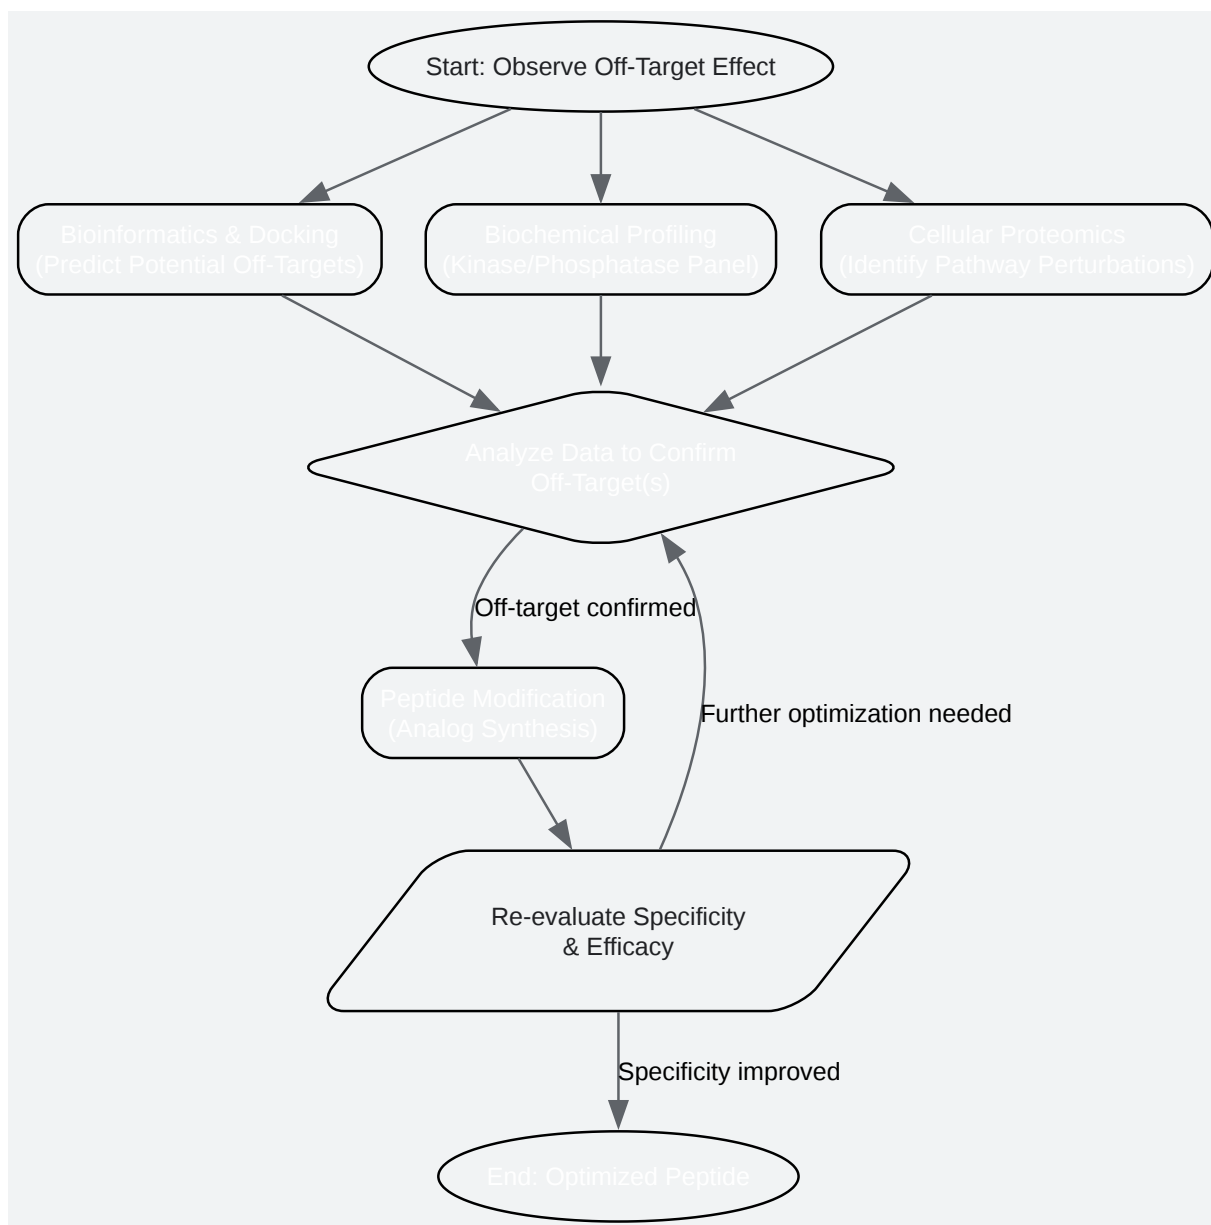 Start: Observe Off-Target Effect
Bioinformatics & Docking
(Predict Potential Off-Targets)
Biochemical Profiling
(Kinase/Phosphatase Panel)
Cellular Proteomics
(Identify Pathway Perturbations)
Analyze Data to Confirm
Off-Target(s)
Off-target confirmed
Peptide Modification
(Analog Synthesis)
Further optimization needed
Re-evaluate Specificity
& Efficacy
Specificity improved
End: Optimized Peptide